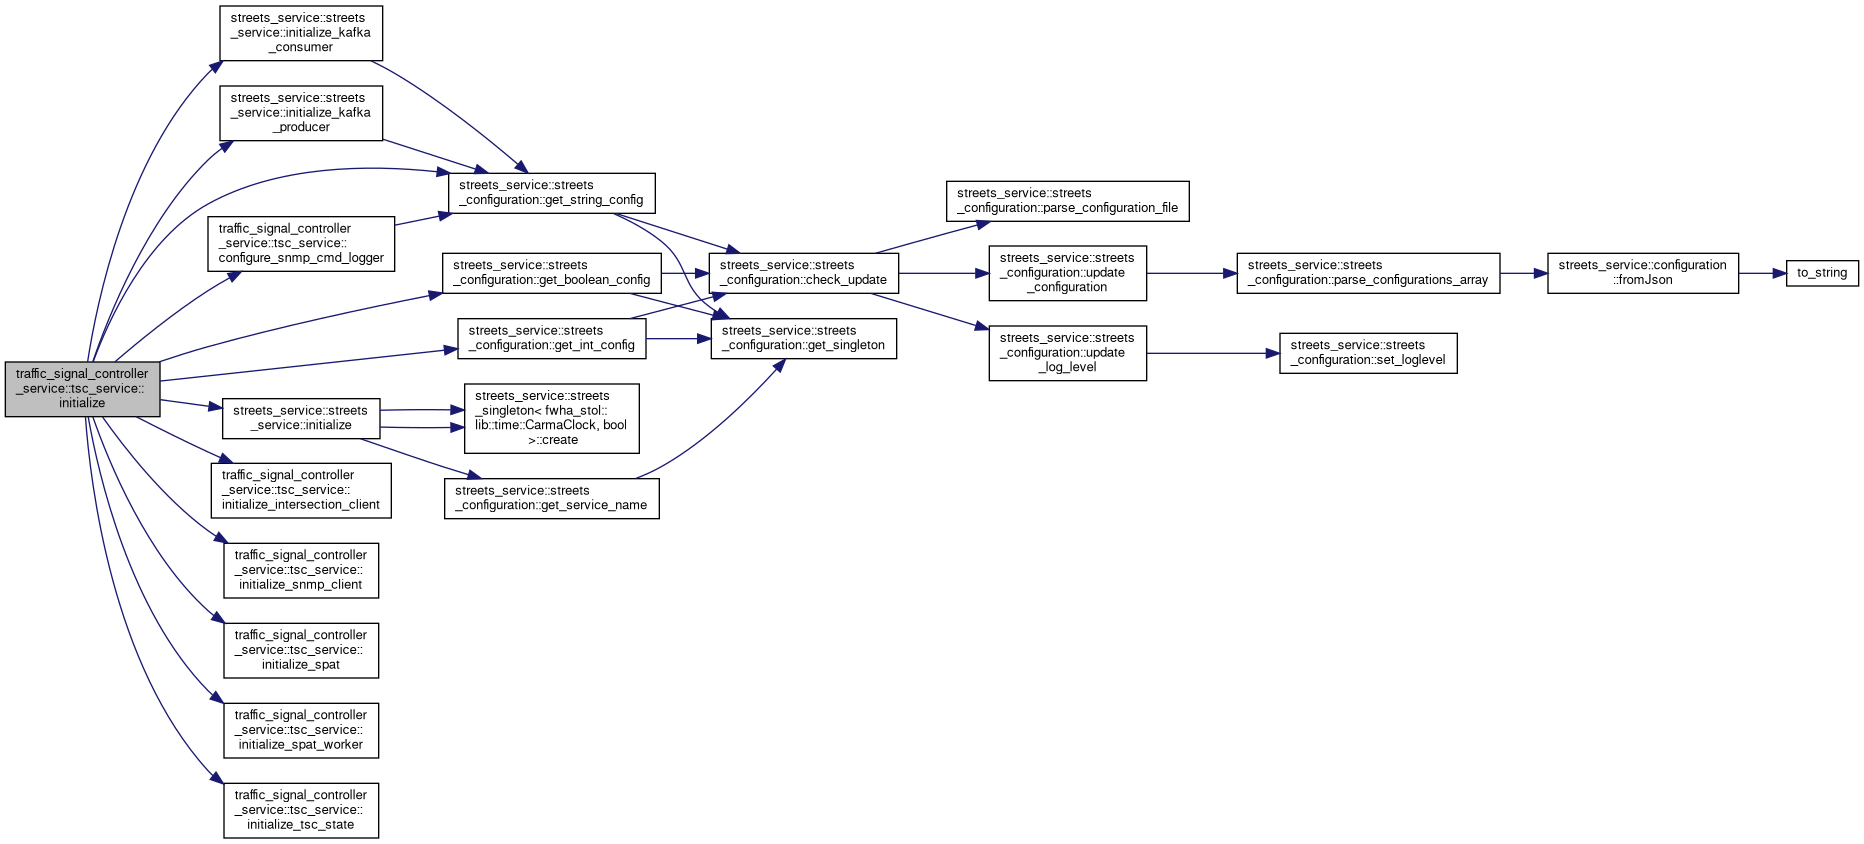 traffic_signal_controller
_service::tsc_service::
initialize
streets_service::streets
_service::initialize_kafka
_consumer
streets_service::streets
_service::initialize_kafka
_producer
traffic_signal_controller
_service::tsc_service::
configure_snmp_cmd_logger
streets_service::streets
_service::initialize
traffic_signal_controller
_service::tsc_service::
initialize_intersection_client
traffic_signal_controller
_service::tsc_service::
initialize_snmp_client
traffic_signal_controller
_service::tsc_service::
initialize_spat
traffic_signal_controller
_service::tsc_service::
initialize_spat_worker
traffic_signal_controller
_service::tsc_service::
initialize_tsc_state
streets_service::streets
_configuration::get_string_config
streets_service::streets
_configuration::get_boolean_config
streets_service::streets
_configuration::get_int_config
streets_service::streets
_singleton< fwha_stol::
lib::time::CarmaClock, bool
>::create
streets_service::streets
_configuration::get_service_name
streets_service::streets
_configuration::check_update
streets_service::streets
_configuration::get_singleton
streets_service::streets
_configuration::parse_configuration_file
streets_service::streets
_configuration::update
_configuration
streets_service::streets
_configuration::update
_log_level
streets_service::streets
_configuration::parse_configurations_array
streets_service::streets
_configuration::set_loglevel
streets_service::configuration
::fromJson
to_string